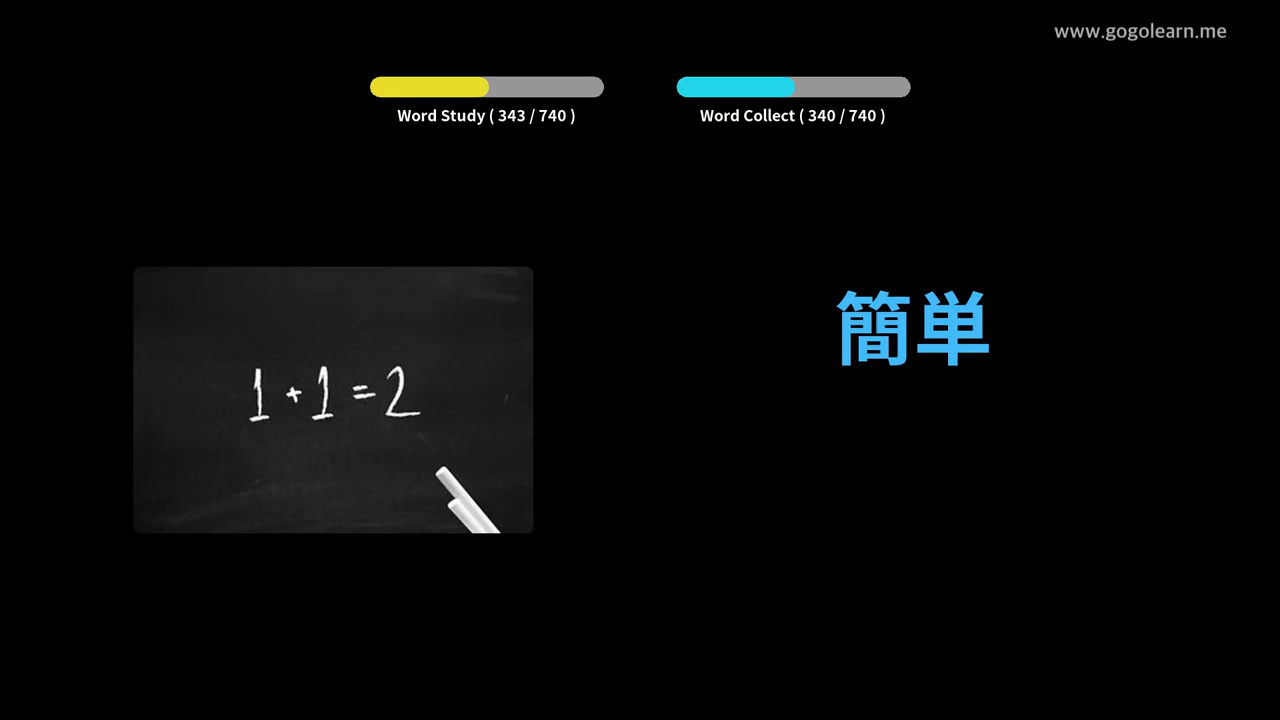 www.gogolearn.me
Word Study ( 343 / 740 )
Word Collect ( 340 / 740 )
1 + 1 = 2
簡単